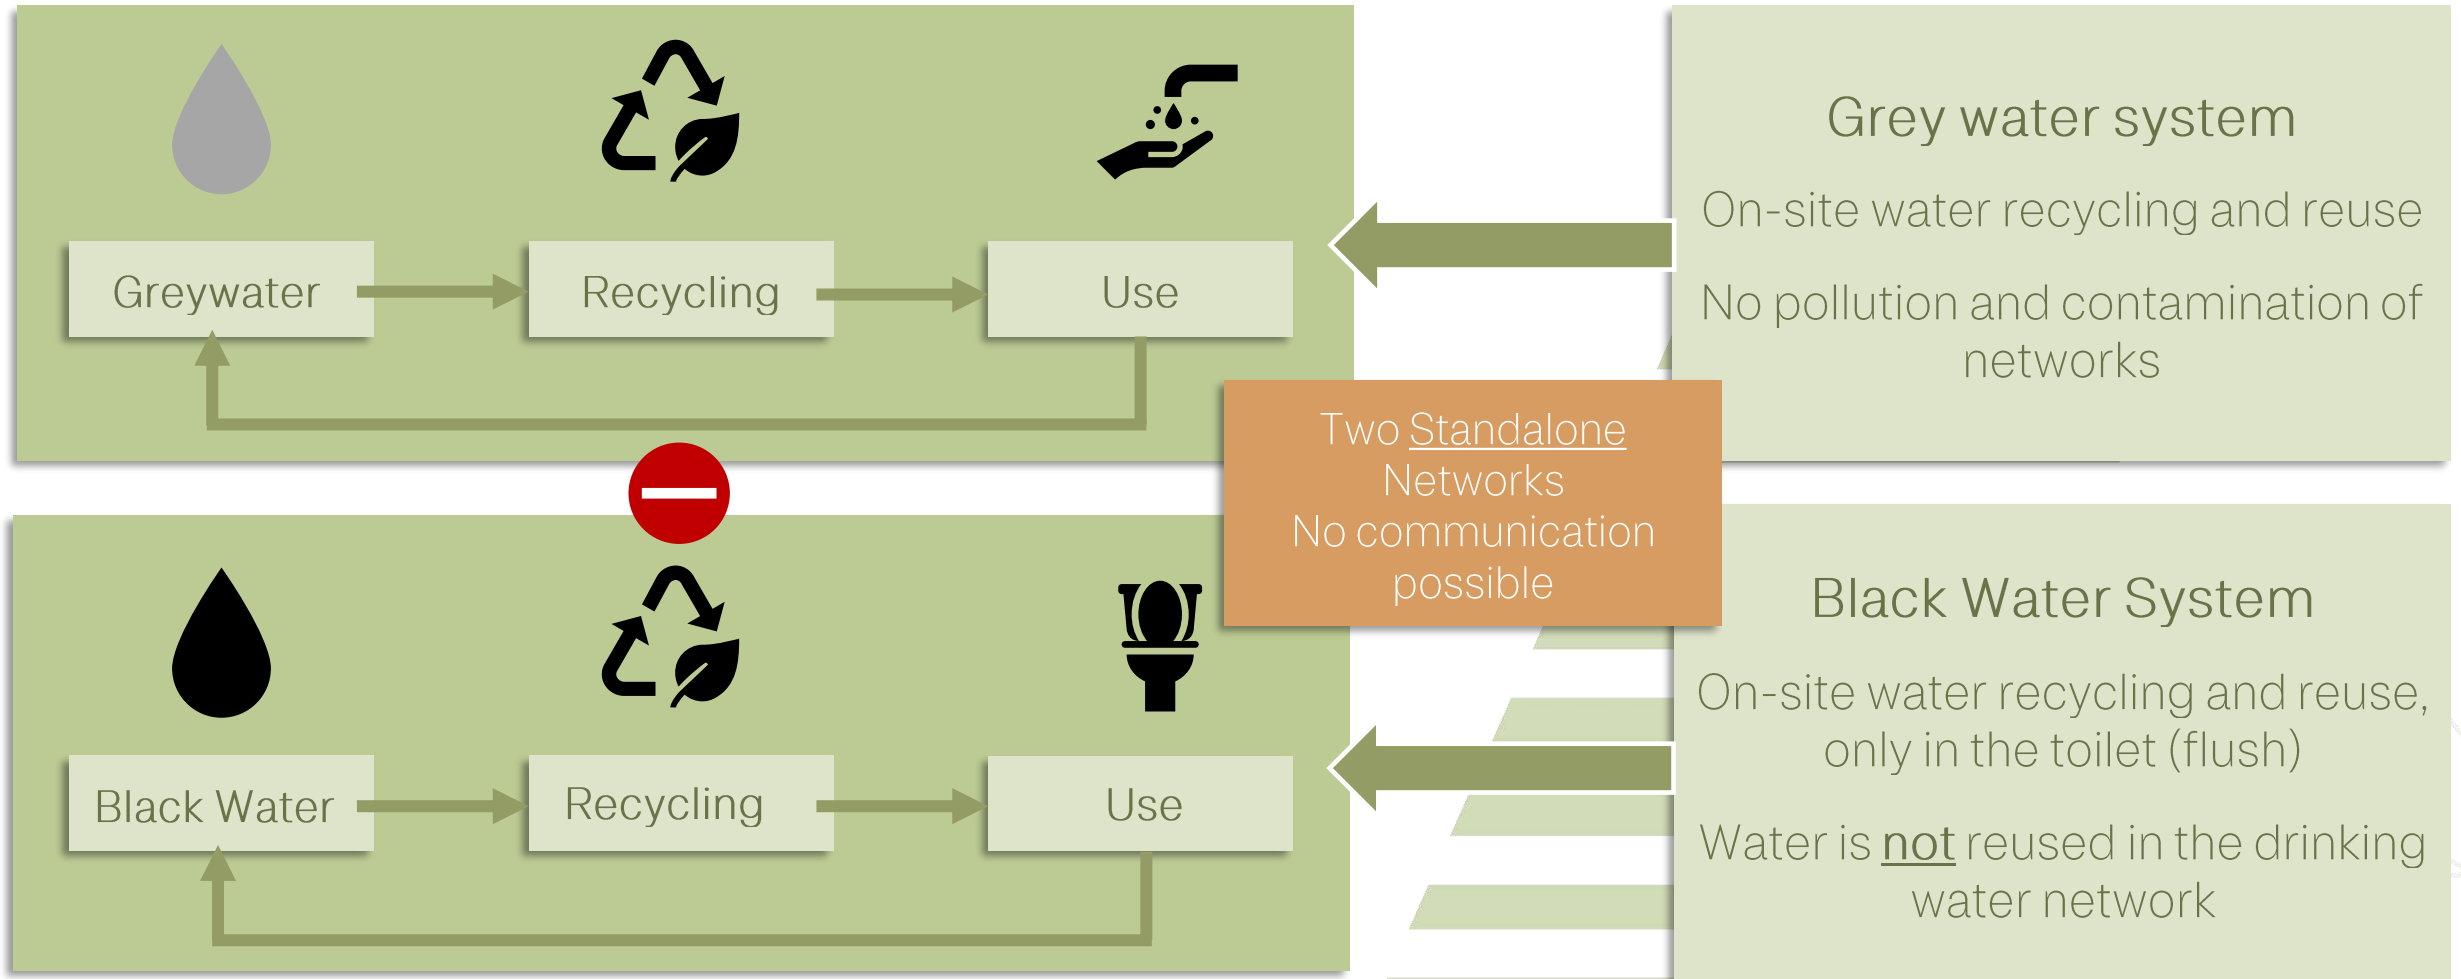 Greywater
Recycling
Use
Grey water system
On-site water recycling and reuse
No pollution and contamination of
networks
Two Standalone
Networks
No communication
possible
Black Water
Recycling
Use
Black Water System
On-site water recycling and reuse,
only in the toilet (flush)
Water is not reused in the drinking
water network